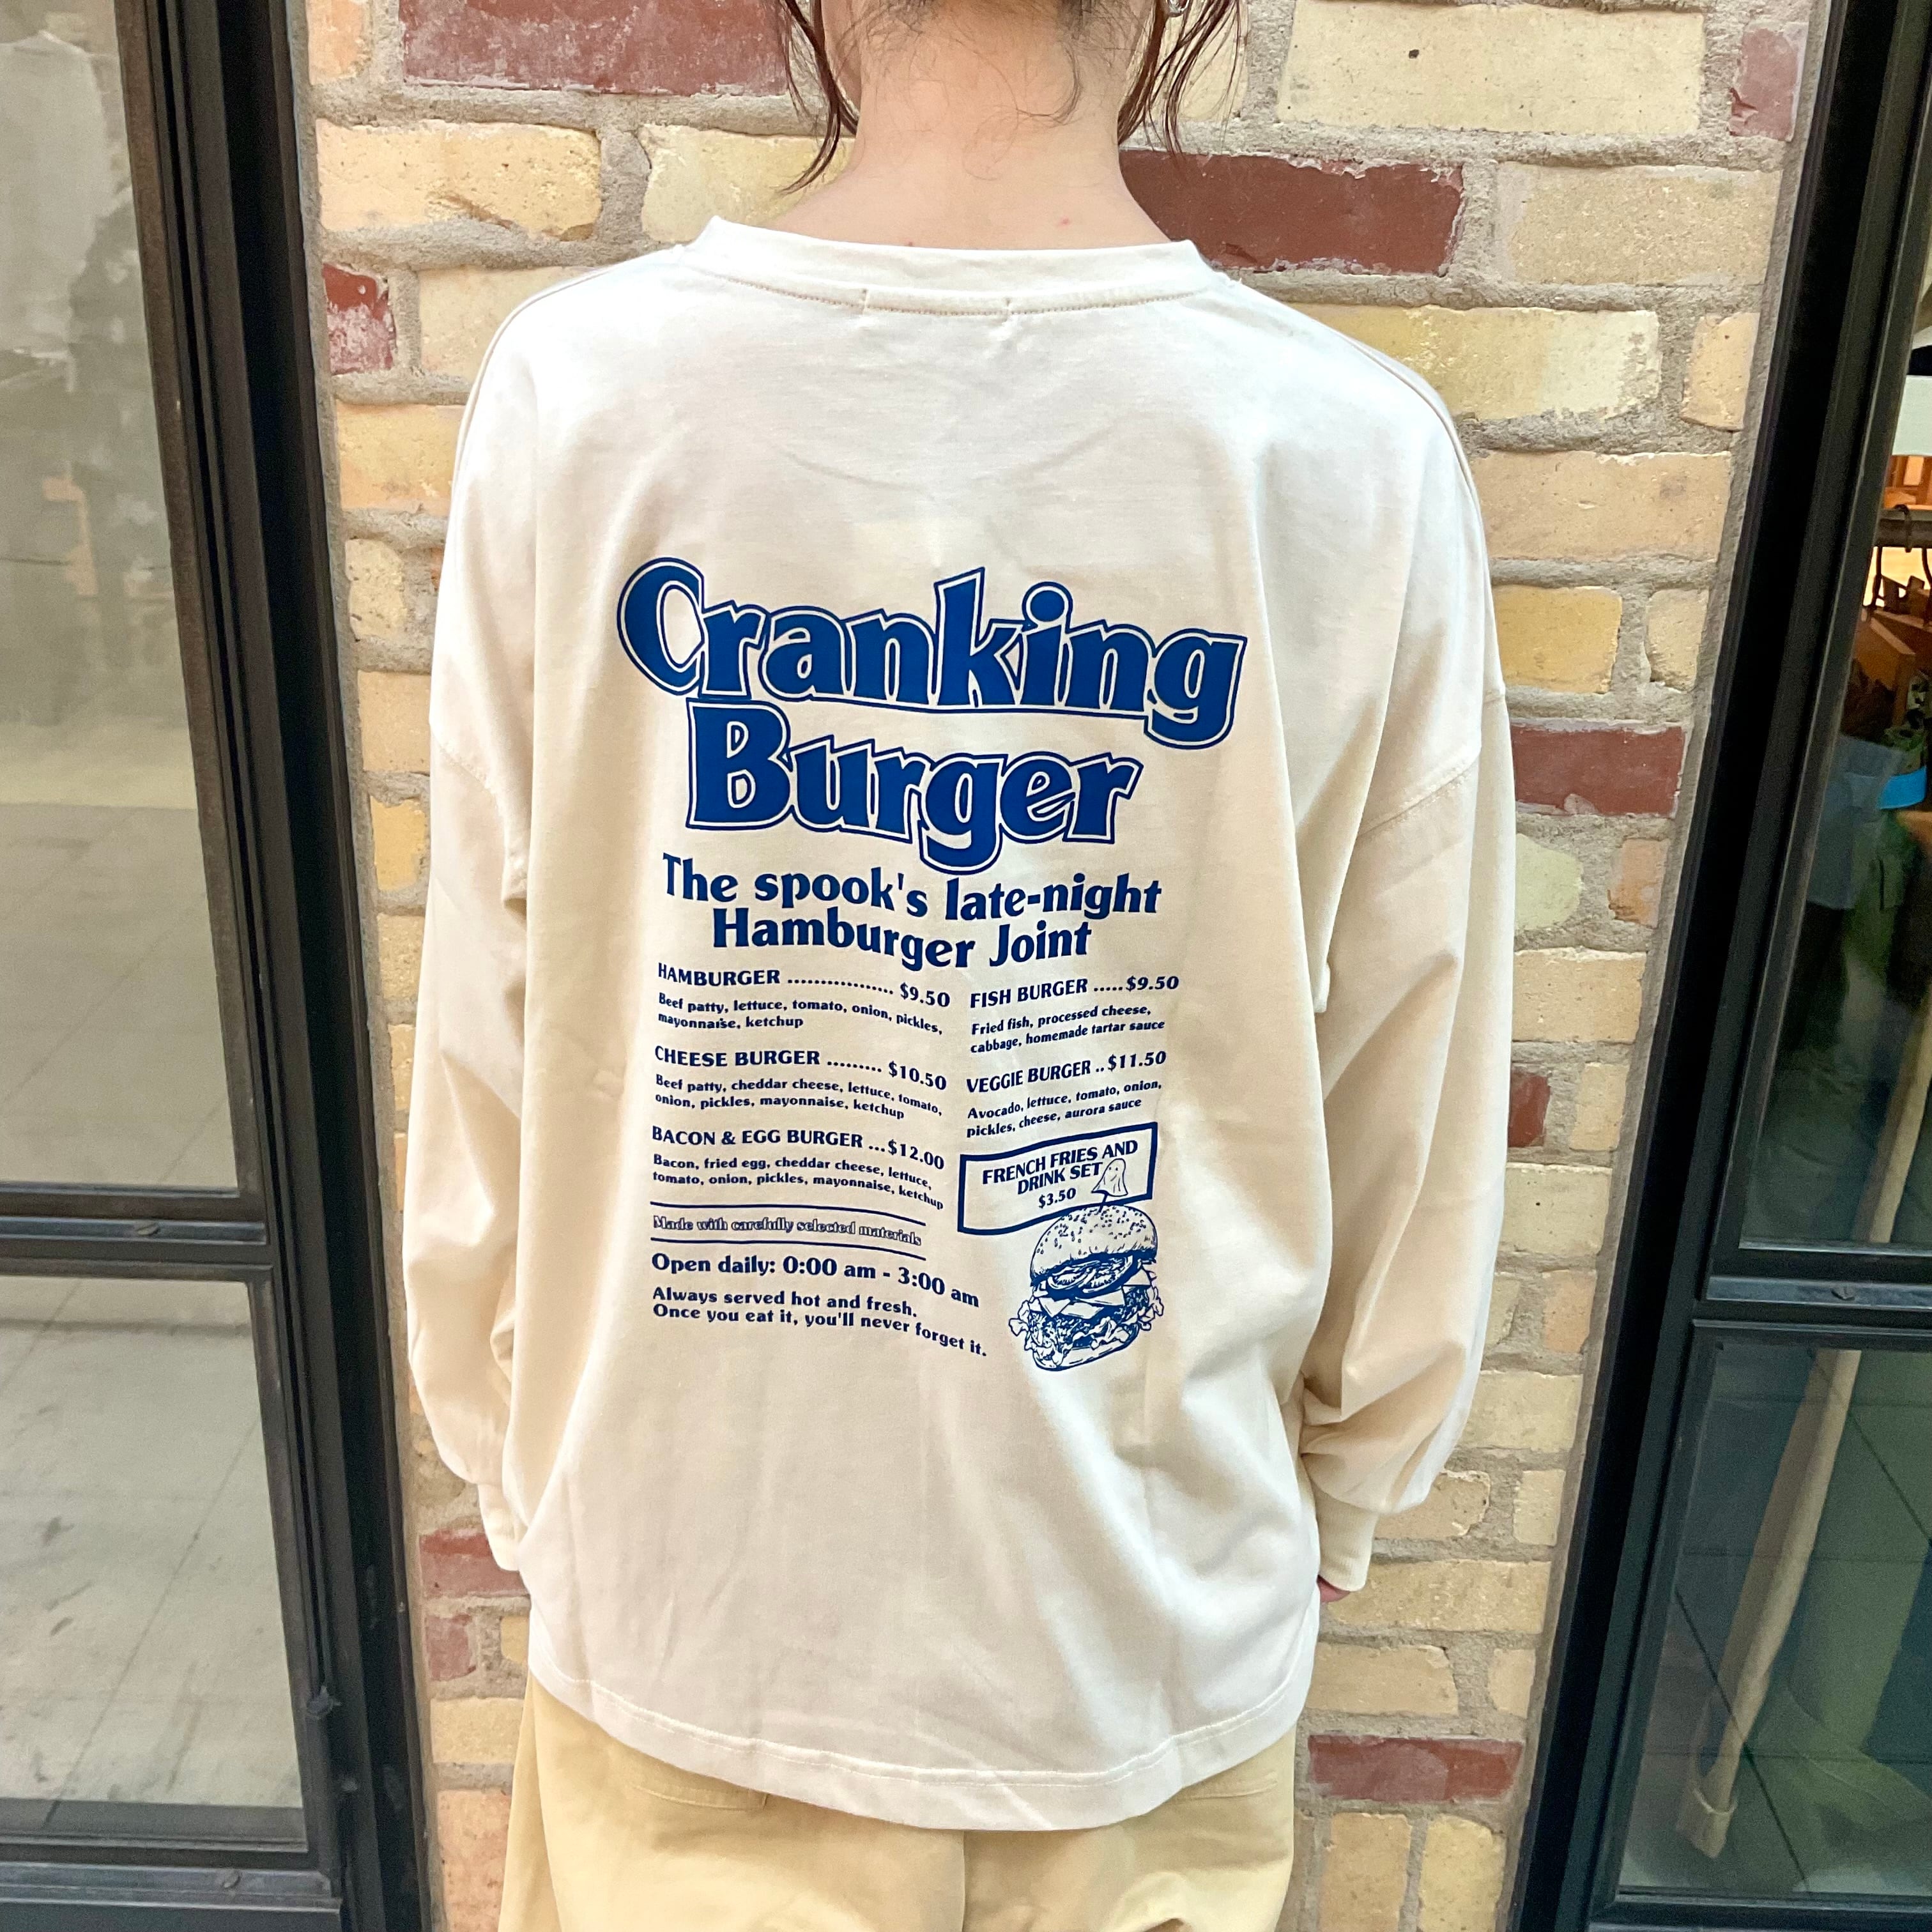 Cranking
Burger
The spook's late-night
Hamburger Joint
HAMBURGER .................. $9.50
Beef patty, lettuce, tomato, onion, pickles,
mayonnaise, ketchup
CHEESE BURGER ......... $10.50
Beef patty, cheddar cheese, lettuce, tomato,
onion, pickles, mayonnaise, ketchup
BACON & EGG BURGER ...$12.00
Bacon, fried egg, cheddar cheese, lettuce,
tomato, onion, pickles, mayonnaise, ketchup
Made with carefully selected materials
Open daily: 0:00 am - 3:00 am
Always served hot and fresh.
Once you eat it, you'll never forget it.
FISH BURGER .....$9.50
Fried fish, processed cheese,
cabbage, homemade tartar sauce
VEGGIE BURGER ..$11.50
Avocado, lettuce, tomato, onion,
pickles, cheese, aurora sauce
FRENCH FRIES AND
DRINK SET
$3.50